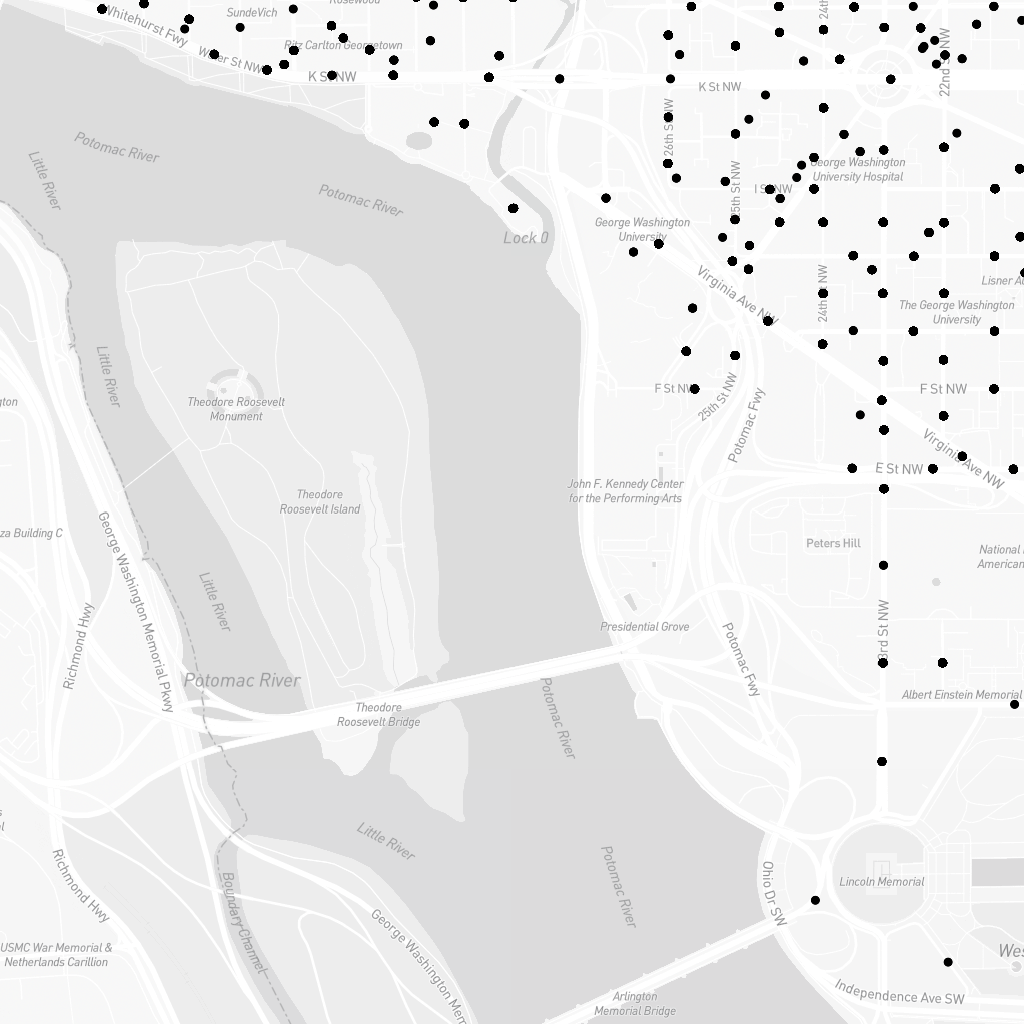 Rosewood
SundeVich
Whitehurst Fwy
Ritz Carlton Georgetown
Water St NW
K St NW
K St NW
22nd St NW
24th
26th St NW
25th St NW
George Washington
University Hospital
I St NW
Potomac River
Little River
Potomac River
Lock 0
George Washington
University
Virginia Ave NW
24th St NW
Lisner
The George Washington
University
Little River
Theodore Roosevelt
Monument
F St NW
25th St NW
Potomac Fwy
F St NW
Virginia Ave NW
E St NW
John F. Kennedy Center
for the Performing Arts
Theodore
Roosevelt Island
George Washington Memorial Pkwy
za Building C
Peters Hill
National
American
Little River
Richmond Hwy
Presidential Grove
Potomac Fwy
3rd St NW
Potomac River
Potomac River
Albert Einstein Memorial
Theodore
Roosevelt Bridge
Little River
Potomac River
Richmond Hwy
Boundary Channel
George Washington Mem
Ohio Dr SW
Lincoln Memorial
USMC War Memorial &
Netherlands Carillion
Wes
Independence Ave SW
Arlington
Memorial Bridge